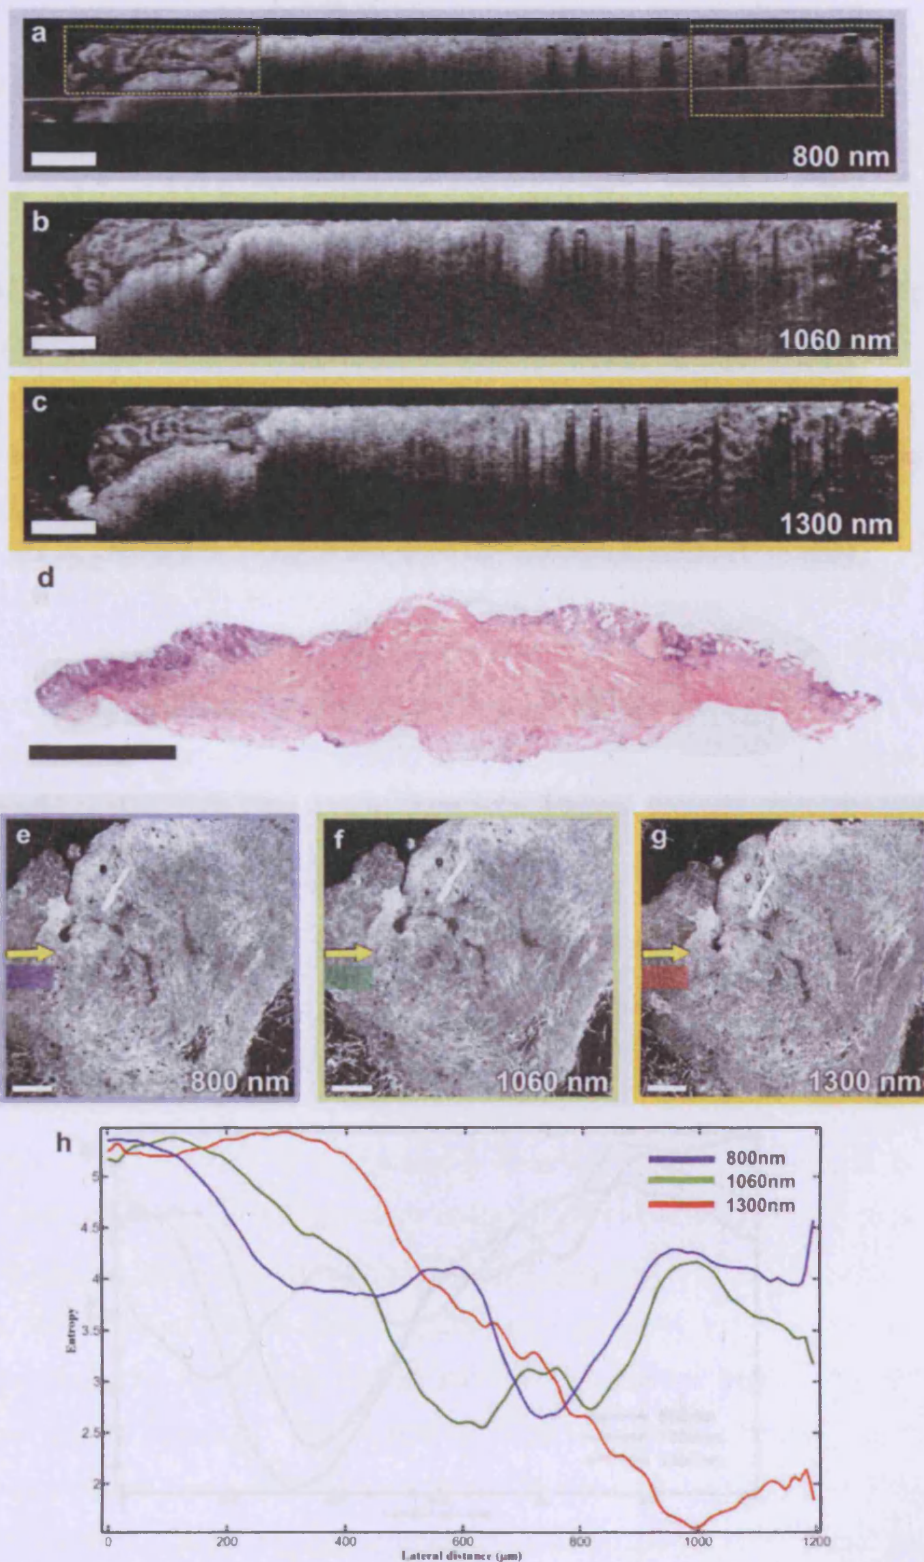 a
800 nm
b
1060 nm
c
1300 nm
d
e
800 nm
f
1060 nm
g
1300 nm
h
800nm
1060nm
1300nm
5
4.5
4
3.5
3
2.5
2
Entropy
0
200
400
600
800
1000
1200
Lateral distance (μm)